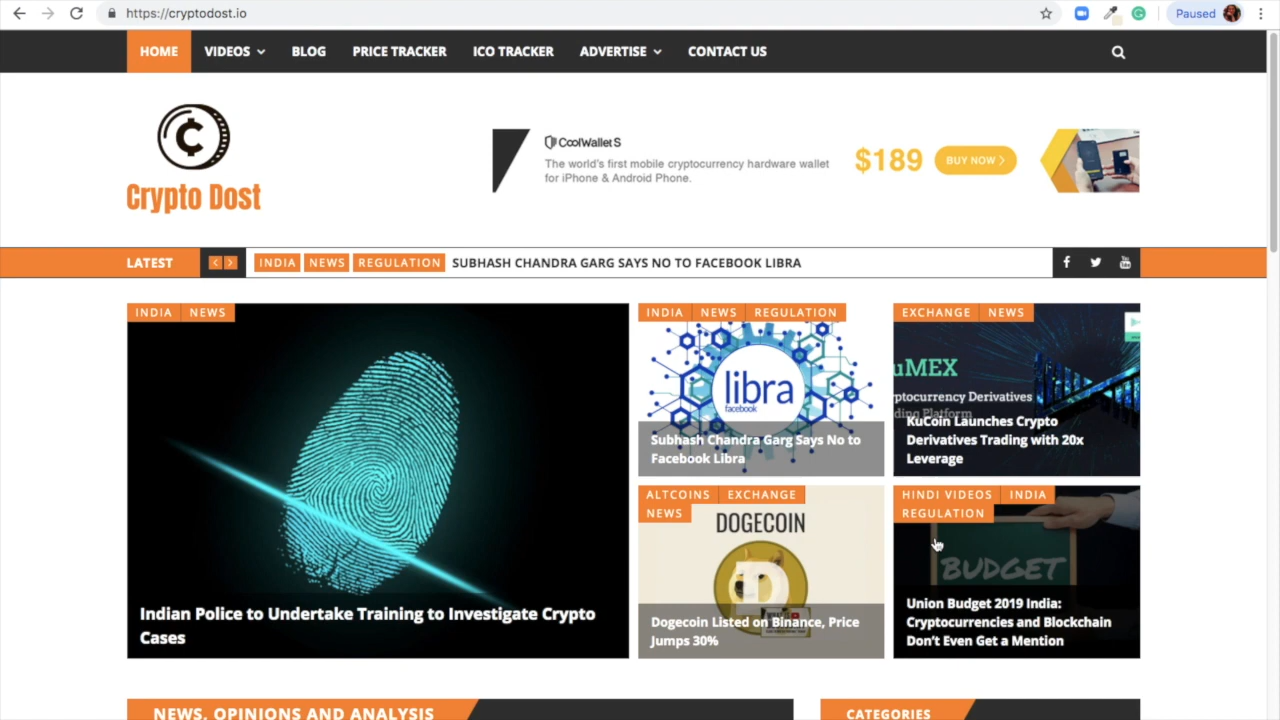 https://cryptodost.io
Paused
HOME VIDEOS BLOG PRICE TRACKER ICO TRACKER ADVERTISE CONTACT US
Crypto Dost
CoolWallet S
The world's first mobile cryptocurrency hardware wallet
for iPhone & Android Phone.
$189
BUY NOW
LATEST
INDIA NEWS REGULATION SUBHASH CHANDRA GARG SAYS NO TO FACEBOOK LIBRA
INDIA NEWS
Indian Police to Undertake Training to Investigate Crypto
Cases
INDIA NEWS REGULATION
libra
facebook
Subhash Chandra Garg Says No to
Facebook Libra
EXCHANGE NEWS
uMEX
ryptocurrency Derivatives
ding Platform
KuCoin Launches Crypto
Derivatives Trading with 20x
Leverage
ALTCOINS EXCHANGE
NEWS
DOGECOIN
Dogecoin Listed on Binance, Price
Jumps 30%
HINDI VIDEOS INDIA
REGULATION
BUDGET
Union Budget 2019 India:
Cryptocurrencies and Blockchain
Don't Even Get a Mention
NEWS, OPINIONS AND ANALYSIS
CATEGORIES